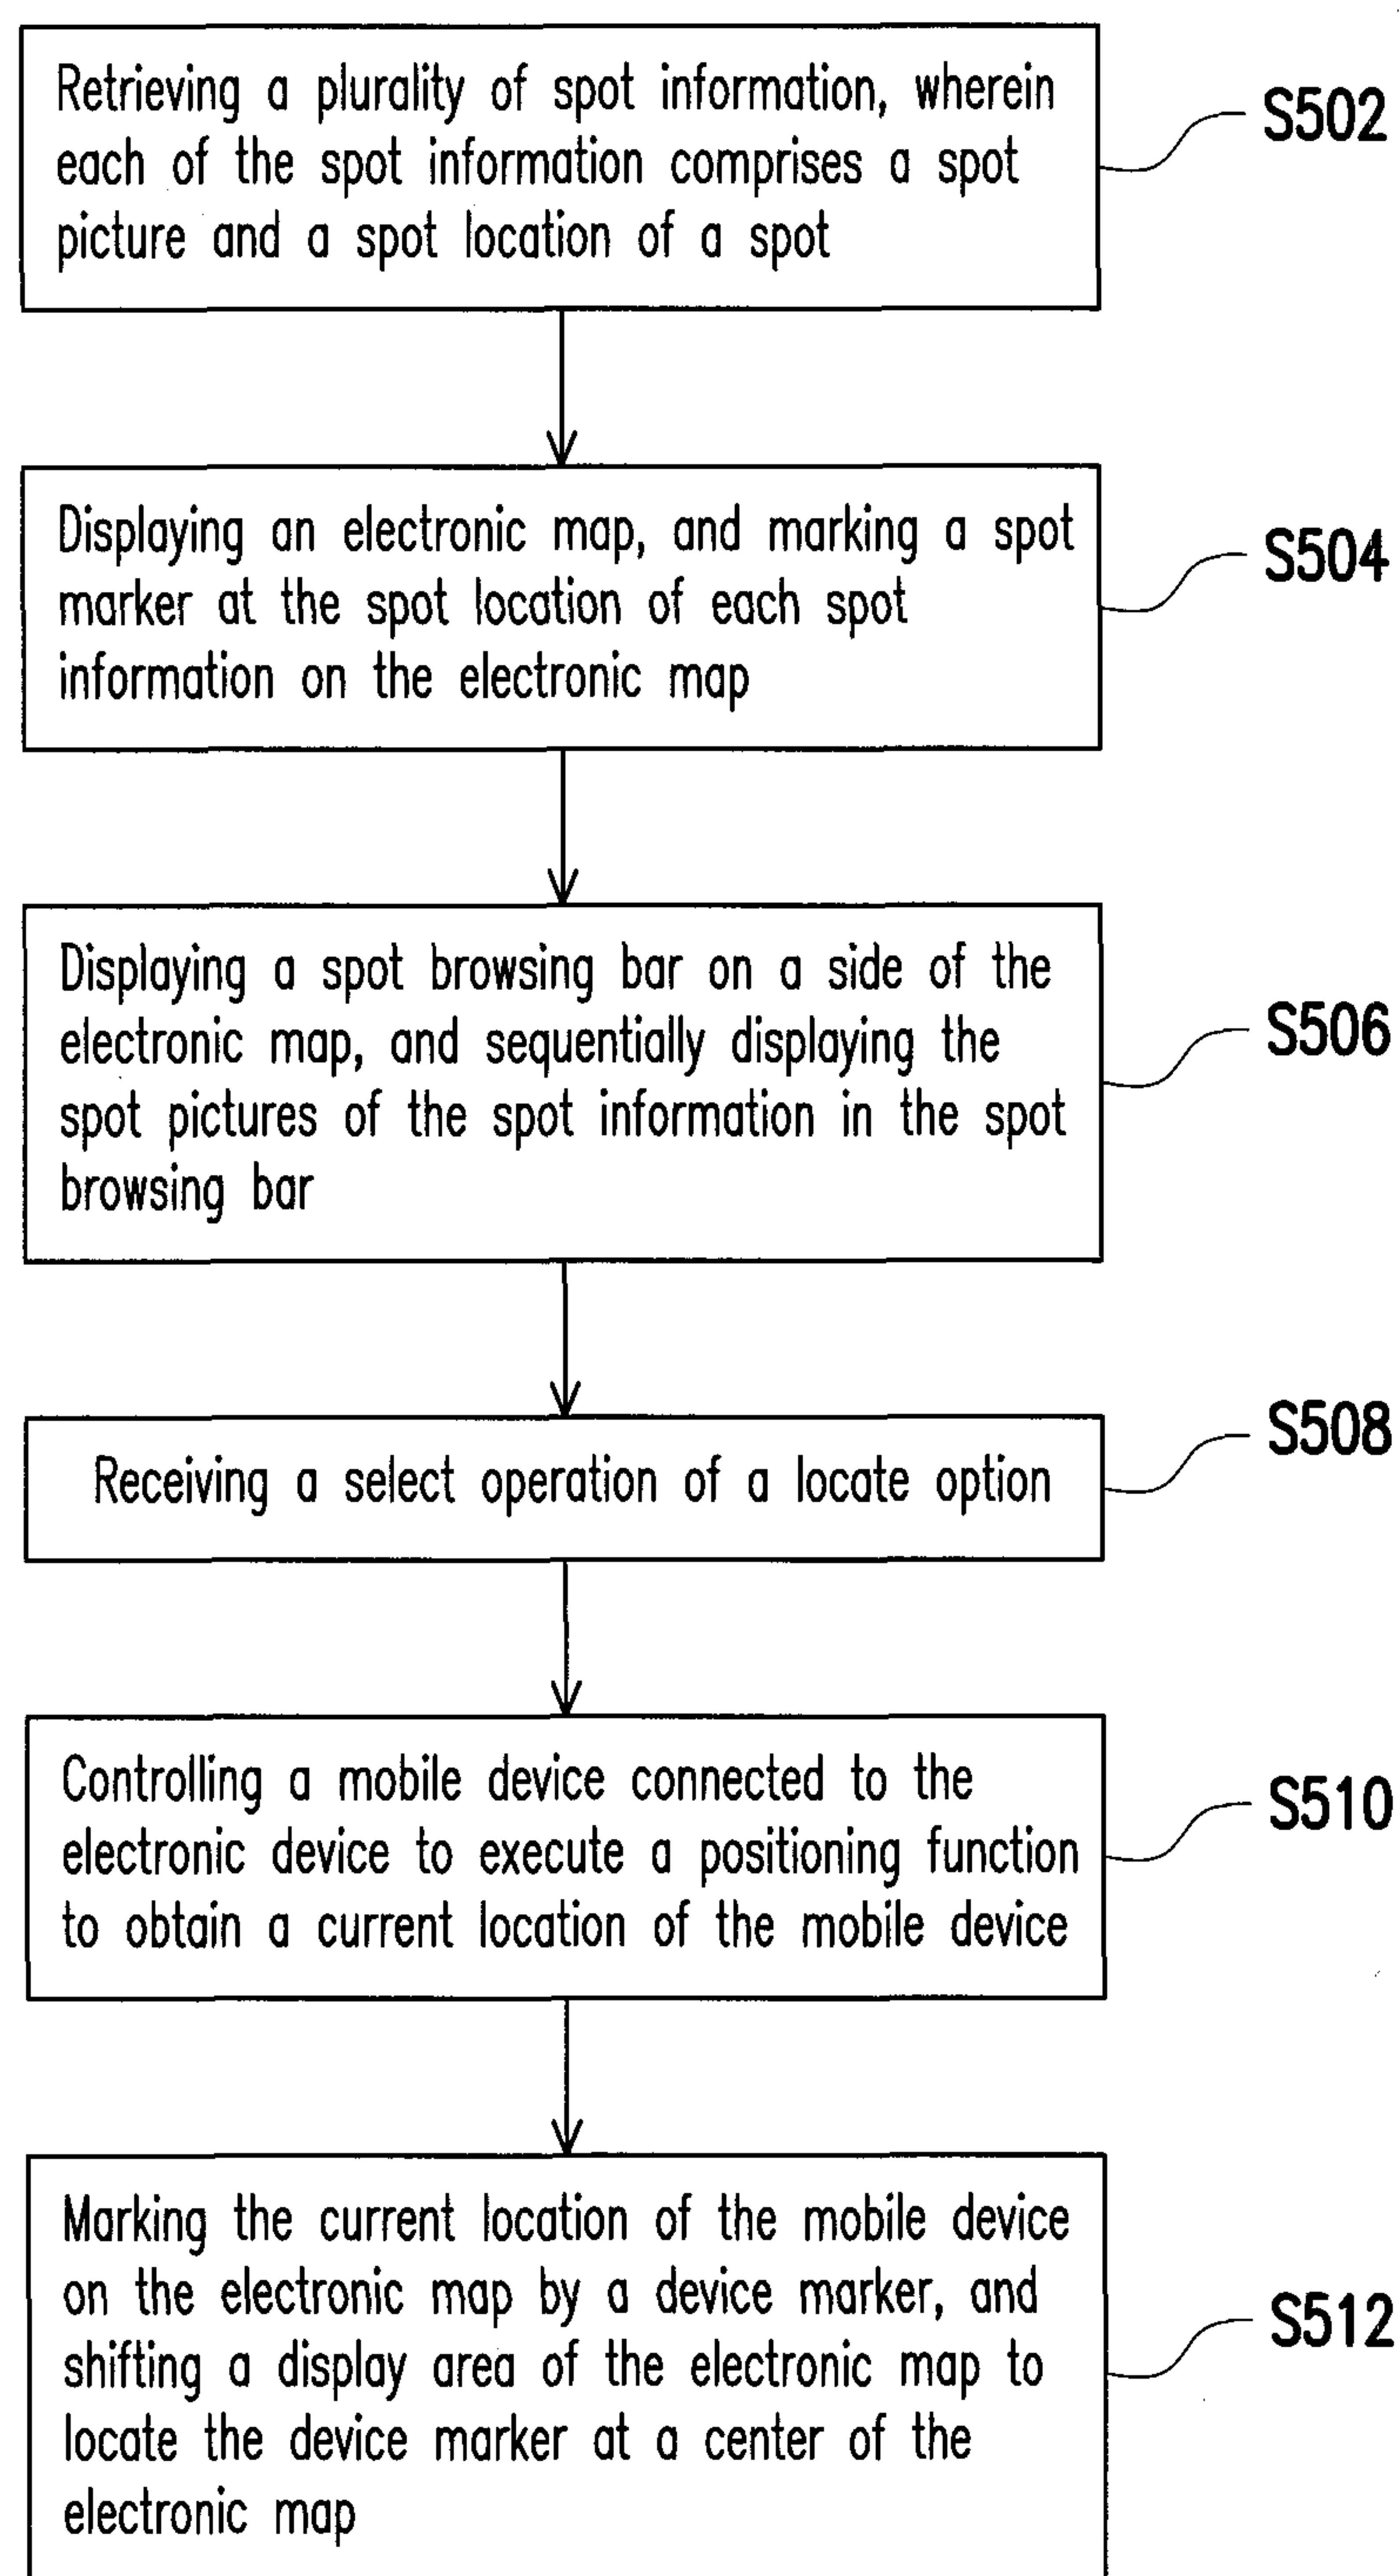 Retrieving a plurality of spot information, wherein
each of the spot information comprises a spot
picture and a spot location of a spot
S502
Displaying an electronic map, and marking a spot
marker at the spot location of each spot
information on the electronic map
S504
Displaying a spot browsing bar on a side of the
electronic map, and sequentially displaying the
spot pictures of the spot information in the spot
browsing bar
S506
Receiving a select operation of a locate option
S508
Controlling a mobile device connected to the
electronic device to execute a positioning function
to obtain a current location of the mobile device
S510
Marking the current location of the mobile device
on the electronic map by a device marker, and
shifting a display area of the electronic map to
locate the device marker at a center of the
electronic map
S512